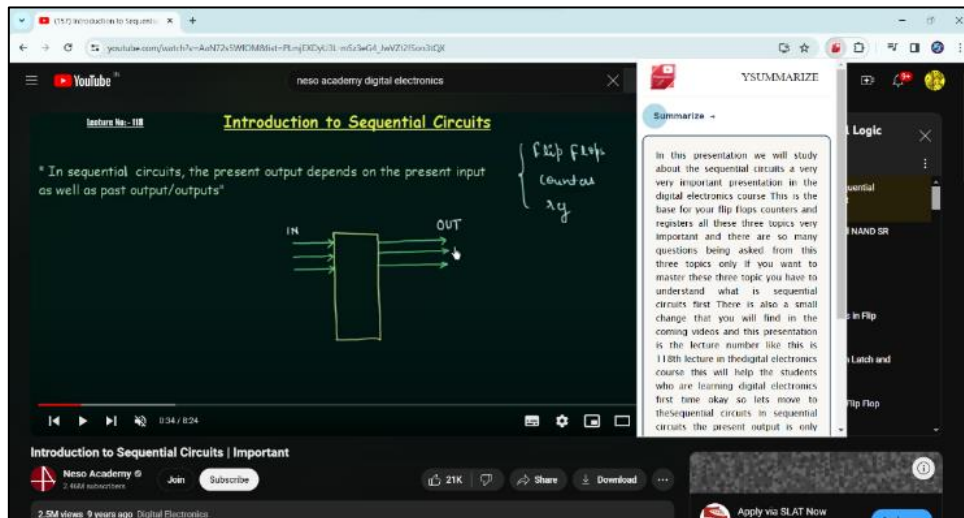 (157) Introduction to Sequenti
youtube.com/watch?v=
YouTube
IN
neso academy digital electronics
9+
Lecture No:- 118
Introduction to Sequential Circuits
" In sequential circuits, the present output depends on the present input
as well as past output/outputs"
flip flops
counters
rg
IN
OUT
0:34 / 8:24
Introduction to Sequential Circuits | Important
Neso Academy
2.46M subscribers
Join
Subscribe
21K
Share
Download
2.5M views 9 years ago Digital Electronics
YSUMMARIZE
Summarize →
In this presentation we will study
about the sequential circuits a very
very important presentation in the
digital electronics course This is the
base for your flip flops counters and
registers all these three topics very
important and there are so many
questions being asked from this
three topics only If you want to
master these three topic you have to
understand what is sequential
circuits first There is also a small
change that you will find in the
coming videos and this presentation
is the lecture number like this is
118th lecture in thedigital electronics
course this will help the students
who are learning digital electronics
first time okay so lets move to
theSequential circuits In sequential
circuits the present output is only
l Logic
uential
d NAND SR
s in Flip
Latch and
Flip Flop
Apply via SLAT Now